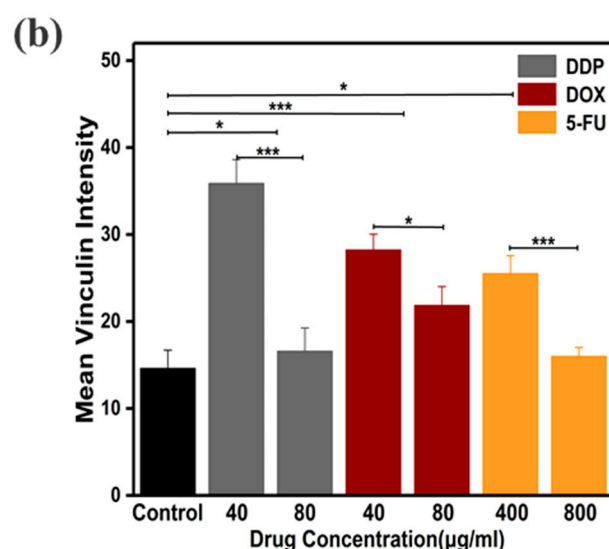 (b)
50
40
30
20
10
0
Mean Vinculin Intensity
DDP
DOX
5-FU
*
***
*
***
*
***
Control 40 80 40 80 400 800
Drug Concentration(µg/ml)